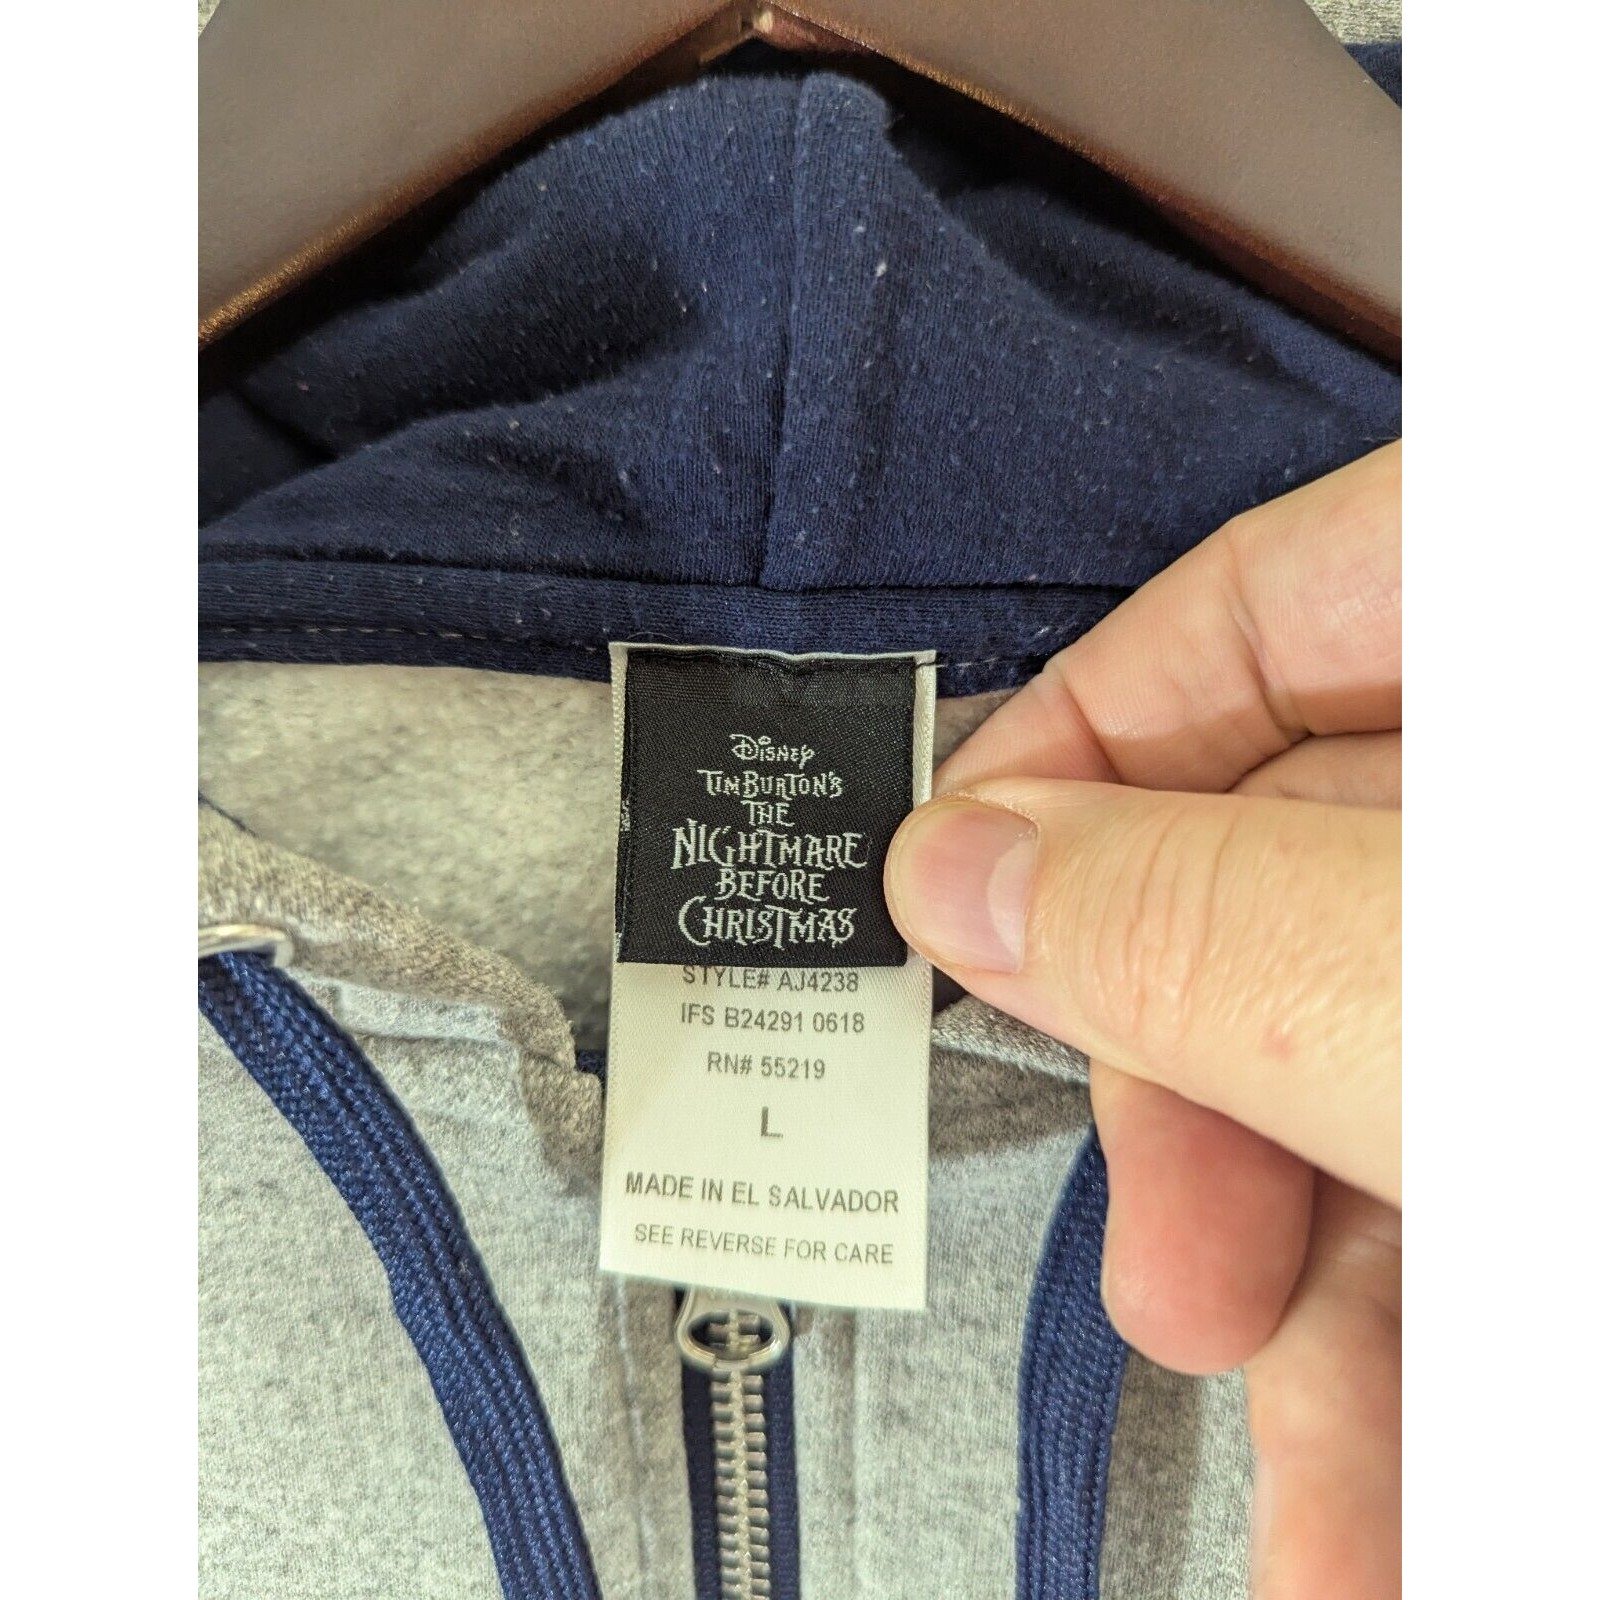 Disney
TIM BURTON'S
THE
NIGHTMARE
BEFORE
CHRISTMAS
STYLE# AJ4238
IFS B24291 0618
RN# 55219
L
MADE IN EL SALVADOR
SEE REVERSE FOR CARE